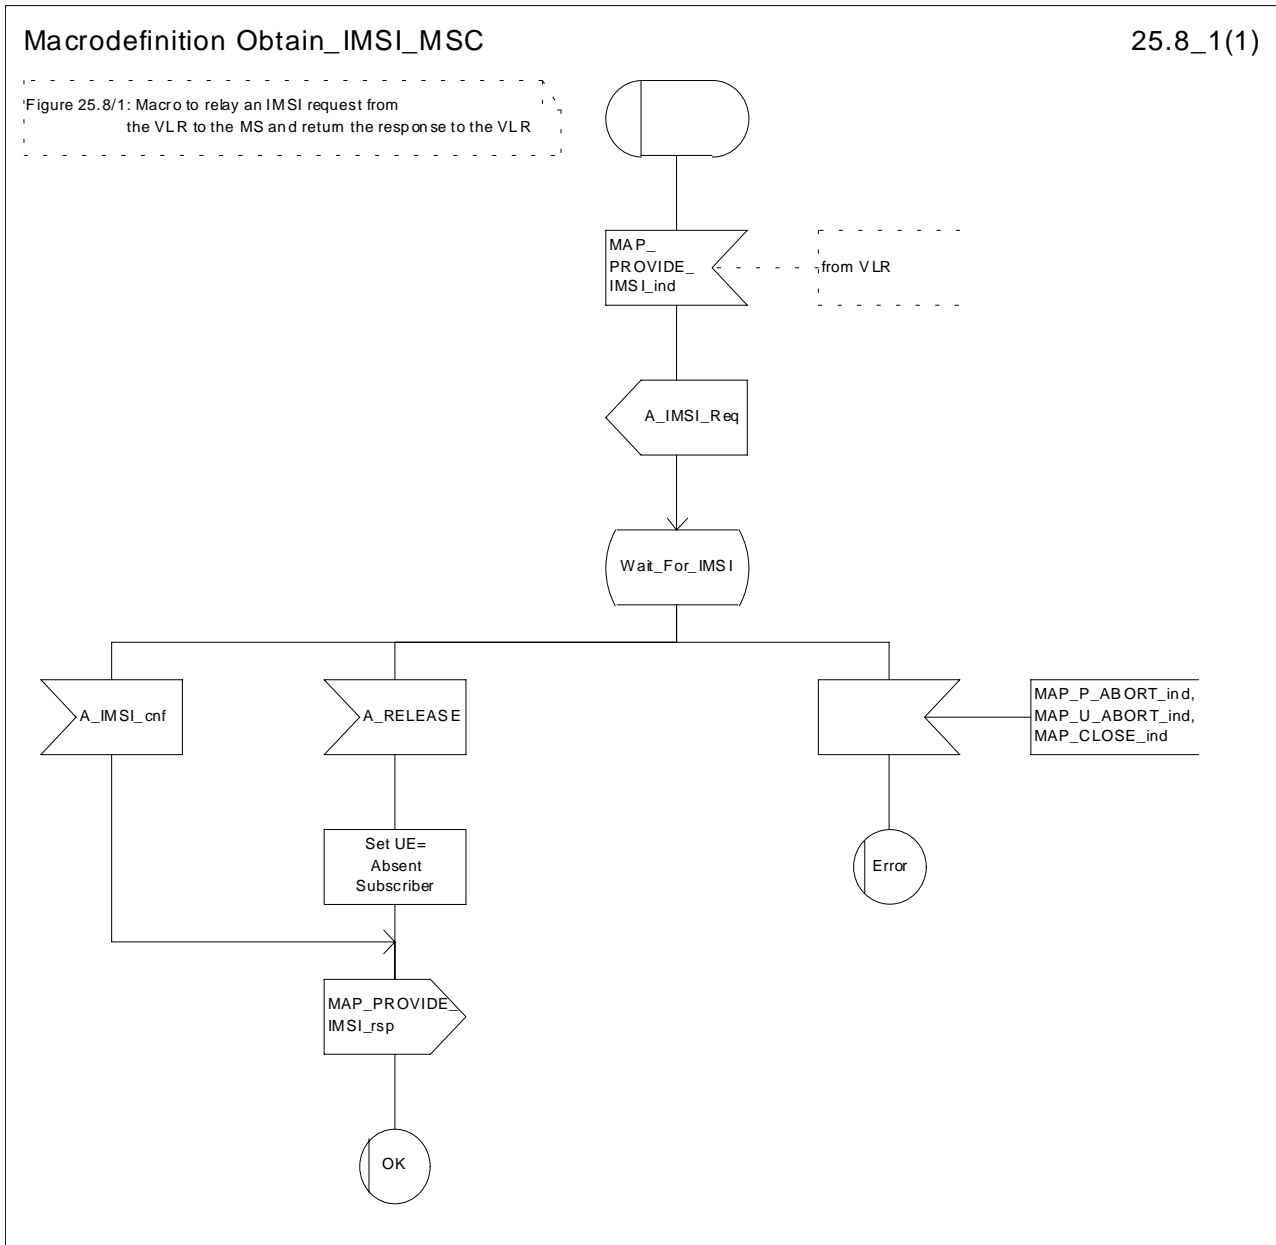 Macrodefinition Obtain_IMSI_MSC
25.8_1(1)
Figure 25.8/1: Macro to relay an IMSI request from
the VLR to the MS and return the response to the VLR
MAP_
PROVIDE_
IMSI_ind
from VLR
A_IMSI_Req
Wait_For_IMSI
A_IMSI_cnf
A_RELEASE
MAP_P_ABORT_ind,
MAP_U_ABORT_ind,
MAP_CLOSE_ind
Set UE=
Absent
Subscriber
Error
MAP_PROVIDE_
IMSI_rsp
OK